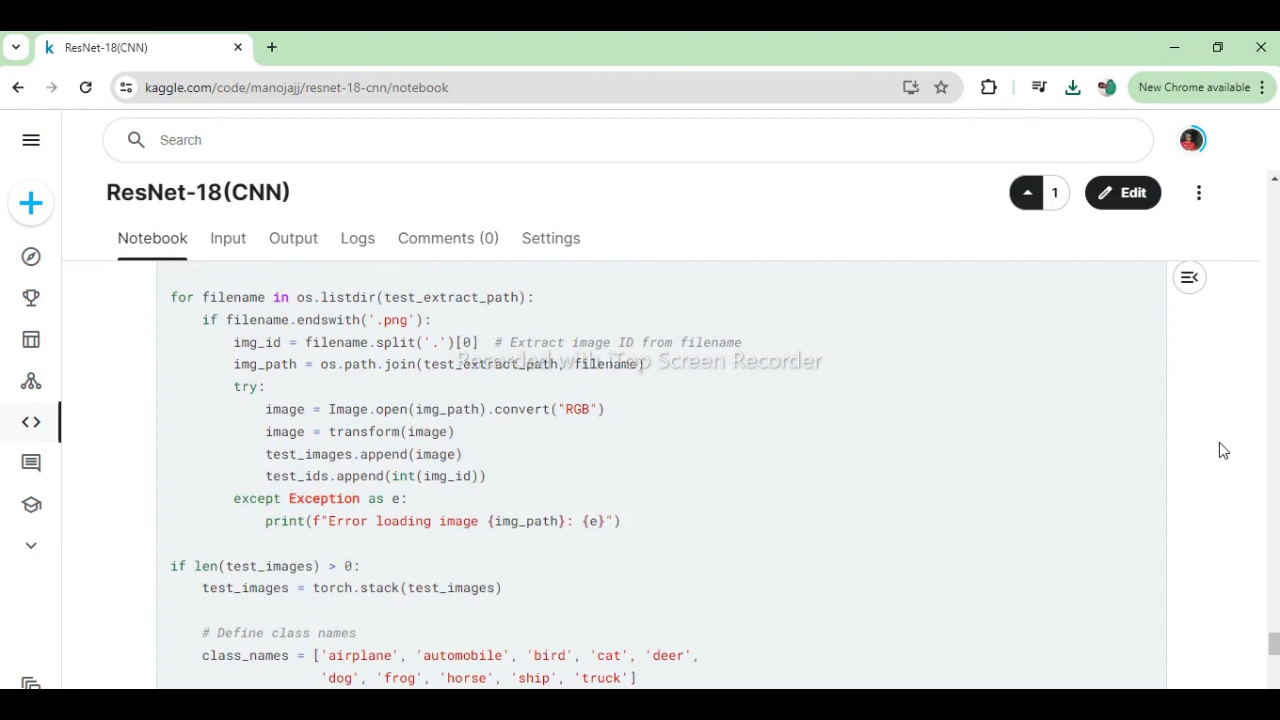 ResNet-18(CNN)
kaggle.com/code/manojajj/resnet-18-cnn/notebook
New Chrome available
Search
ResNet-18(CNN)
1
Edit
Notebook
Input
Output
Logs
Comments (0)
Settings
for filename in os.listdir(test_extract_path):
if filename.endswith('.png'):
img_id = filename.split('.')[0]  # Extract image ID from filename
img_path = os.path.join(test_extract_path, filename)
Recorded with iTop Screen Recorder
try:
image = Image.open(img_path).convert("RGB")
image = transform(image)
test_images.append(image)
test_ids.append(int(img_id))
except Exception as e:
print(f"Error loading image {img_path}: {e}")
if len(test_images) > 0:
test_images = torch.stack(test_images)
# Define class names
class_names = ['airplane', 'automobile', 'bird', 'cat', 'deer',
'dog', 'frog', 'horse', 'ship', 'truck']